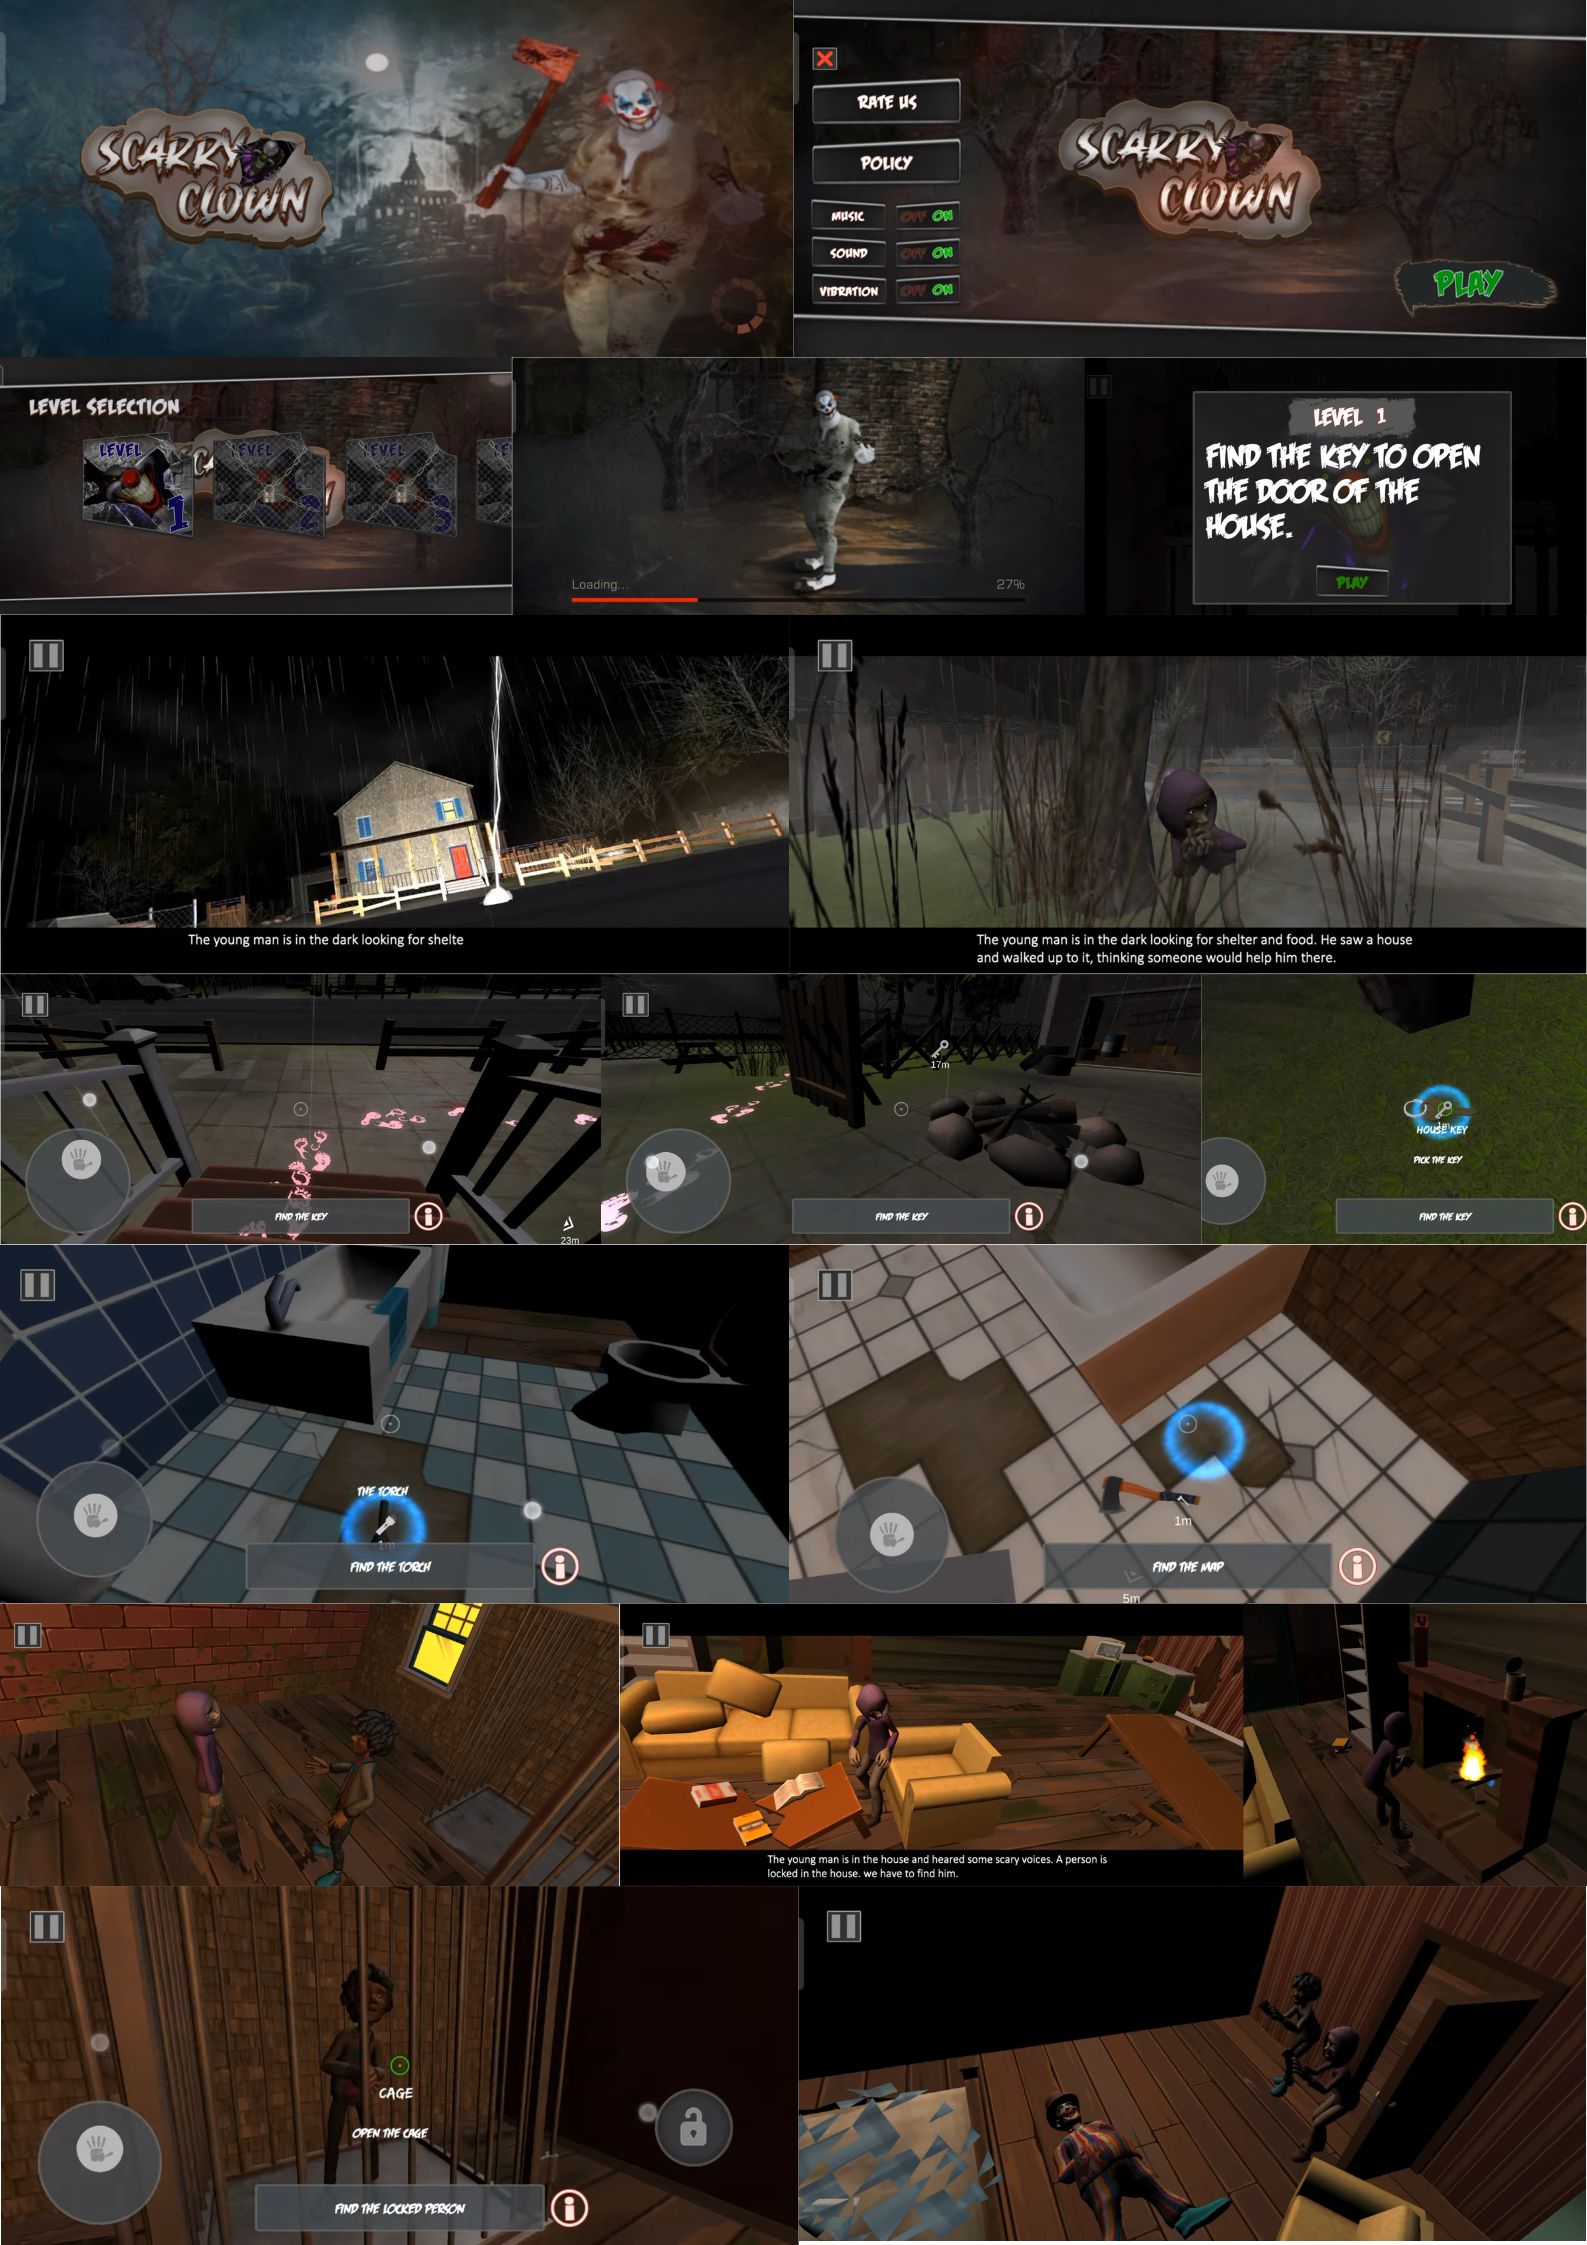 SCARRY
CLOWN
RATE US
POLICY
MUSIC OFF ON
SOUND OFF ON
VIBRATION OFF ON
SCARRY
CLOWN
PLAY
LEVEL SELECTION
LEVEL
1
LEVEL
2
LEVEL
3
Loading...
27%
LEVEL 1
FIND THE KEY TO OPEN
THE DOOR OF THE
HOUSE.
PLAY
The young man is in the dark looking for shelte
The young man is in the dark looking for shelter and food. He saw a house
and walked up to it, thinking someone would help him there.
FIND THE KEY
23m
17m
FIND THE KEY
1m
HOUSE KEY
PICK THE KEY
FIND THE KEY
THE TORCH
1m
FIND THE TORCH
1m
FIND THE MAP
5m
The young man is in the house and heared some scary voices. A person is
locked in the house. we have to find him.
CAGE
OPEN THE CAGE
FIND THE LOCKED PERSON